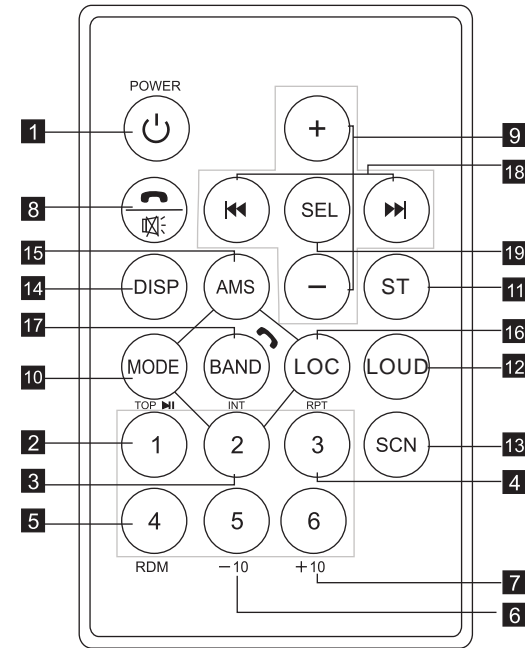 POWER
1
+
9
18
8
SEL
15
19
14
DISP
AMS
−
ST
11
17
16
10
MODE
BAND
LOC
LOUD
12
TOP
INT
RPT
2
1
2
3
SCN
13
3
4
5
4
5
6
RDM
−10
+10
7
6